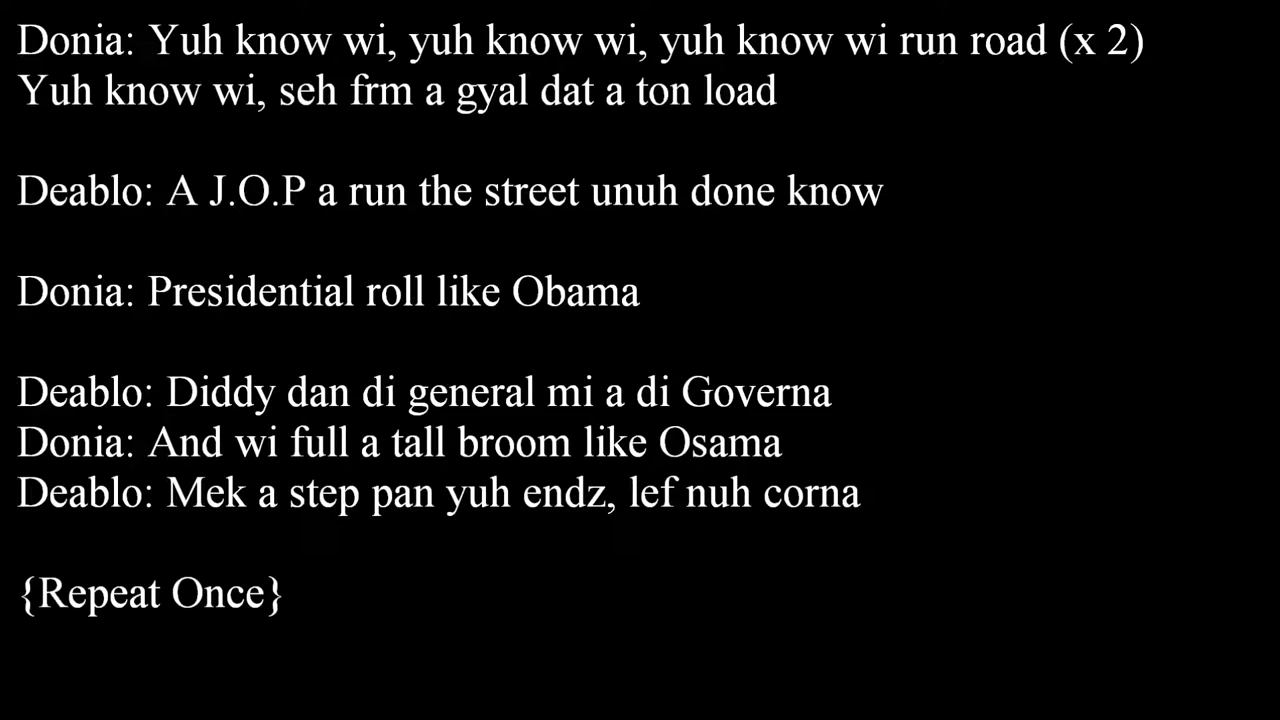 Donia: Yuh know wi, yuh know wi, yuh know wi run road (x 2)
Yuh know wi, seh frm a gyal dat a ton load
Deablo: A J.O.P a run the street unuh done know
Donia: Presidential roll like Obama
Deablo: Diddy dan di general mi a di Governa
Donia: And wi full a tall broom like Osama
Deablo: Mek a step pan yuh endz, lef nuh corna
{Repeat Once}